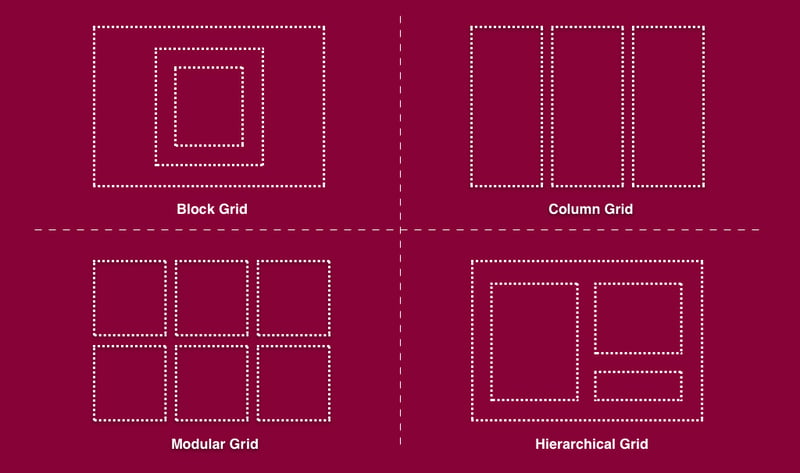 Block Grid
Column Grid
Modular Grid
Hierarchical Grid